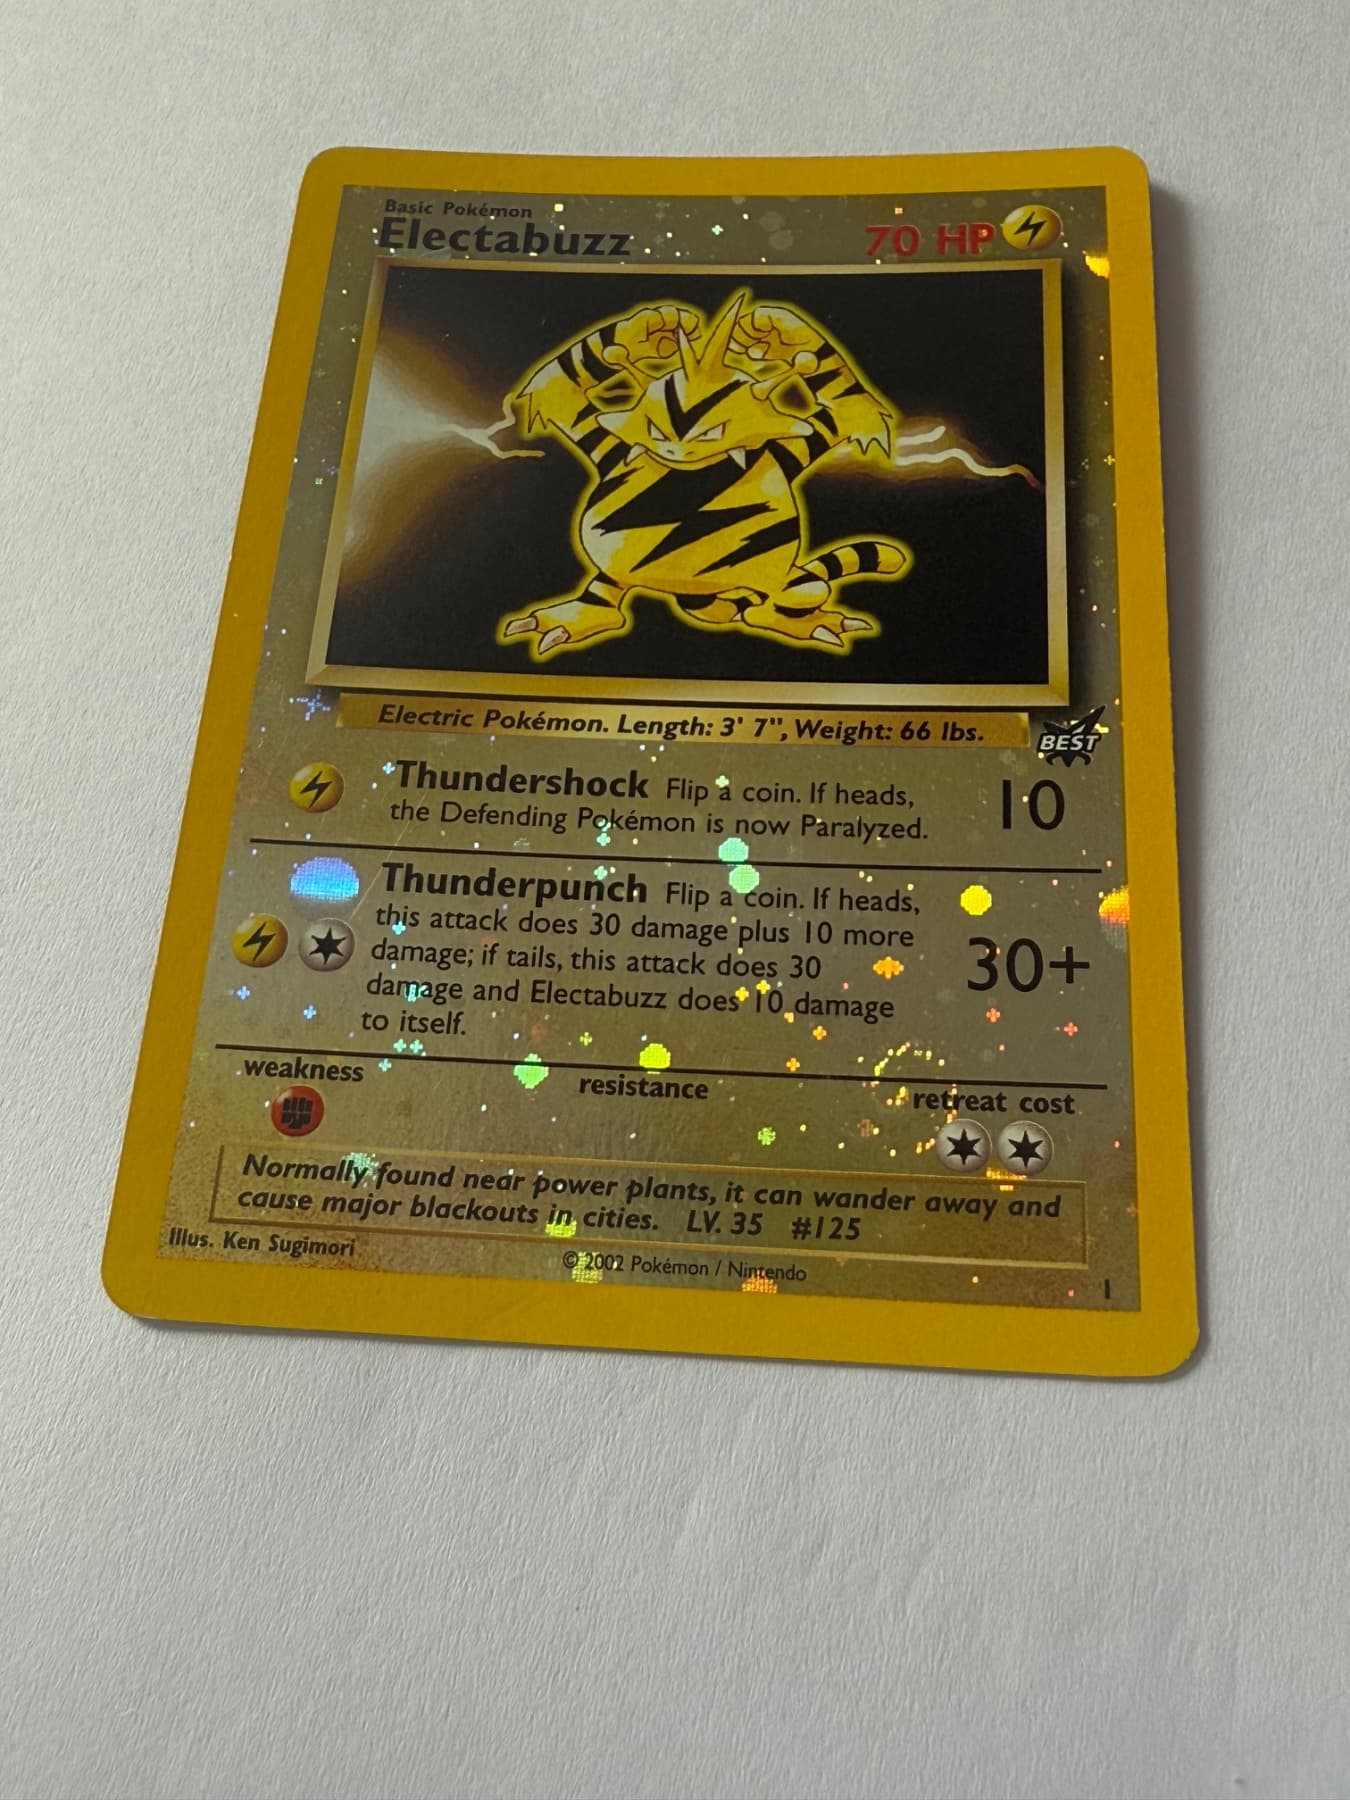 Basic Pokémon
Electabuzz
70 HP
Electric Pokémon. Length: 3' 7", Weight: 66 lbs.
BEST
Thundershock Flip a coin. If heads,
the Defending Pokémon is now Paralyzed.
10
Thunderpunch Flip a coin. If heads,
this attack does 30 damage plus 10 more
damage; if tails, this attack does 30
damage and Electabuzz does 10 damage
to itself.
30+
weakness
resistance
retreat cost
Normally found near power plants, it can wander away and
cause major blackouts in cities. LV. 35 #125
Illus. Ken Sugimori
© 2002 Pokémon / Nintendo
1